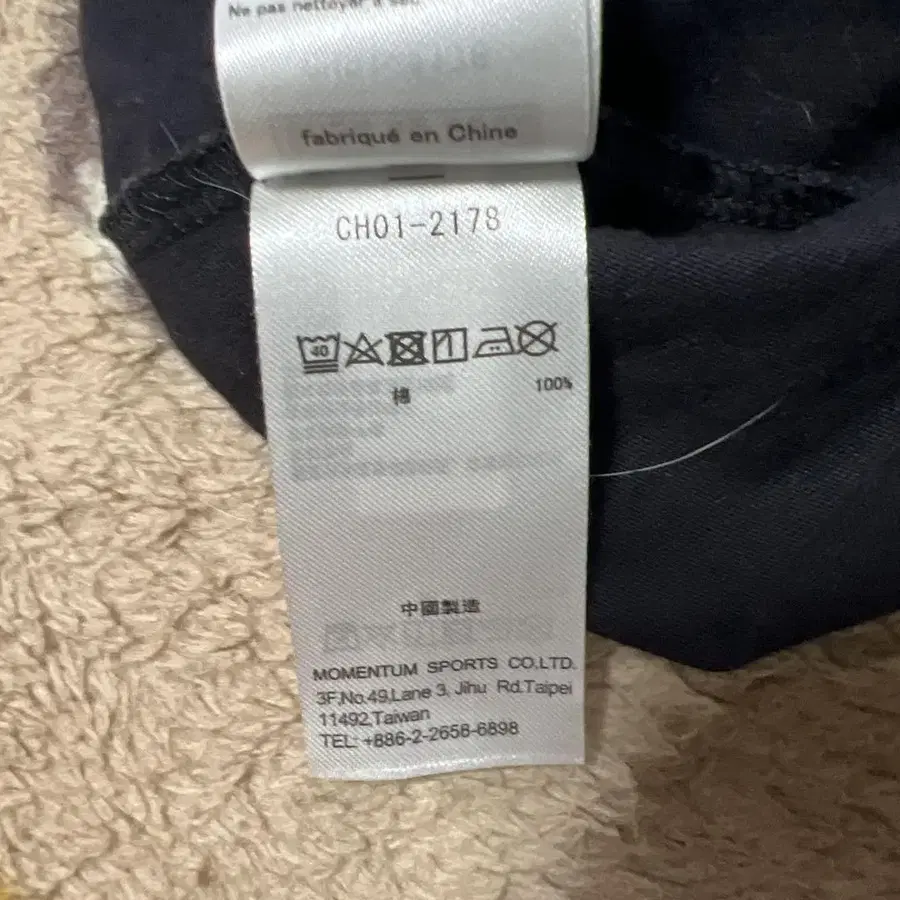 Ne pas nettoyer à sec.
fabriqué en Chine
CH01-2178
40
棉 100%
中國製造
MOMENTUM SPORTS CO.,LTD.
3F,No.49,Lane 3, Jihu Rd.Taipei
11492,Taiwan
TEL: +886-2-2658-6898